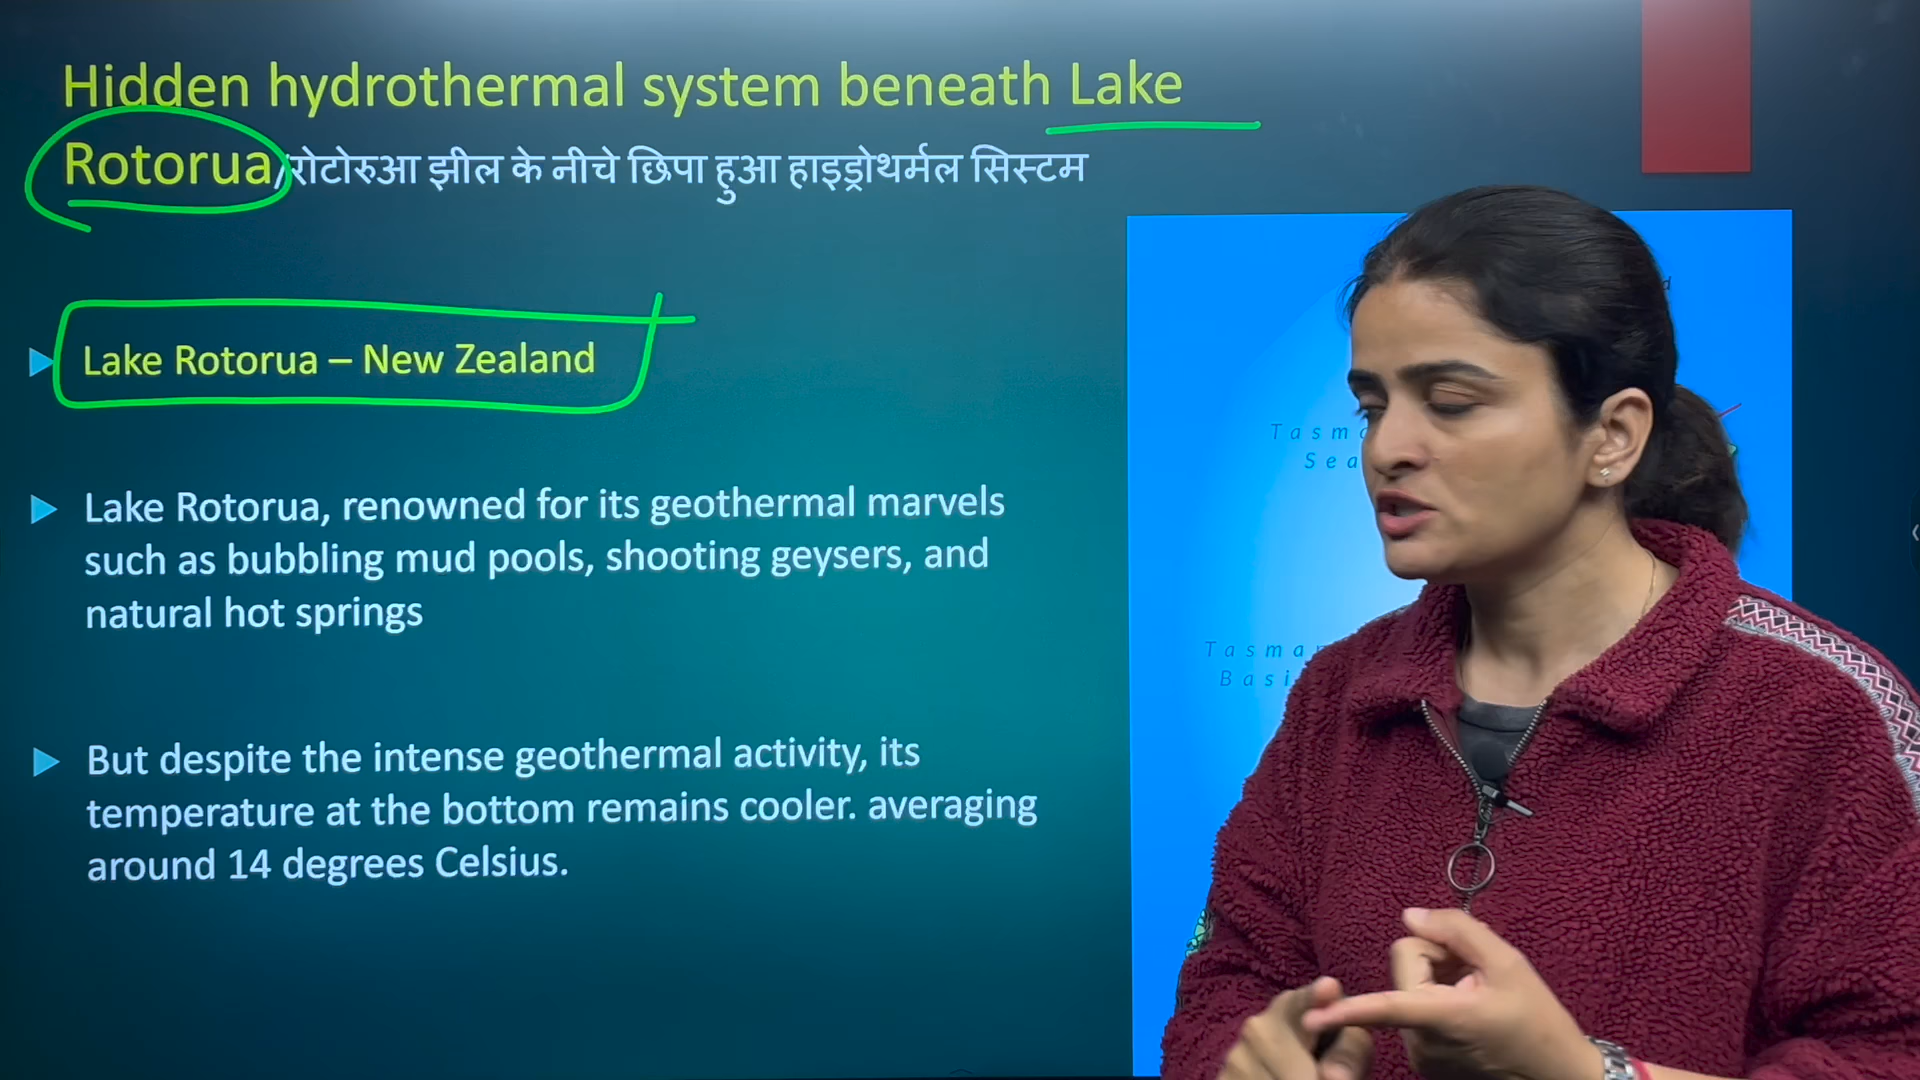 Hidden hydrothermal system beneath Lake
Rotorua/रोटोरुआ झील के नीचे छिपा हुआ हाइड्रोथर्मल सिस्टम
Lake Rotorua – New Zealand
Lake Rotorua, renowned for its geothermal marvels
such as bubbling mud pools, shooting geysers, and
natural hot springs
But despite the intense geothermal activity, its
temperature at the bottom remains cooler. averaging
around 14 degrees Celsius.
Sea